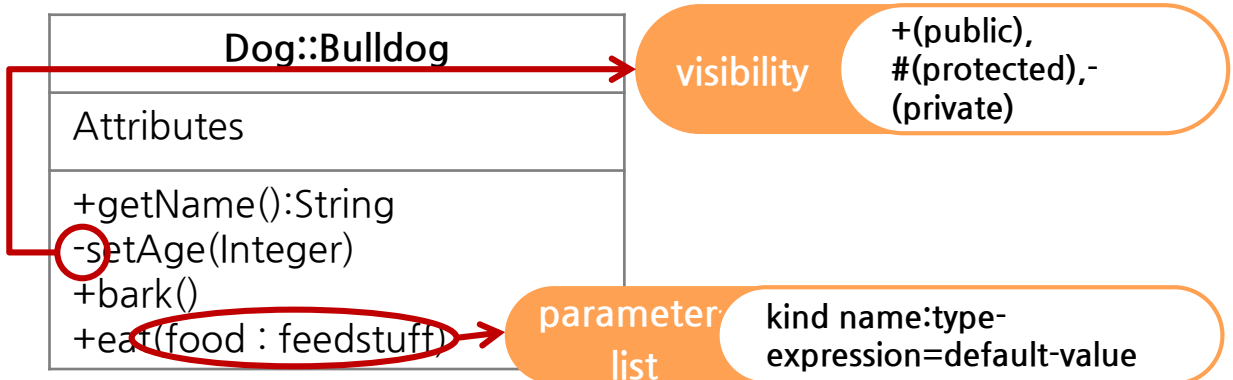 Dog::Bulldog
Attributes
+getName():String
-setAge(Integer)
+bark()
+eat(food : feedstuff)
visibility
+(public),
#(protected),-
(private)
parameter-
list
kind name:type-
expression=default-value